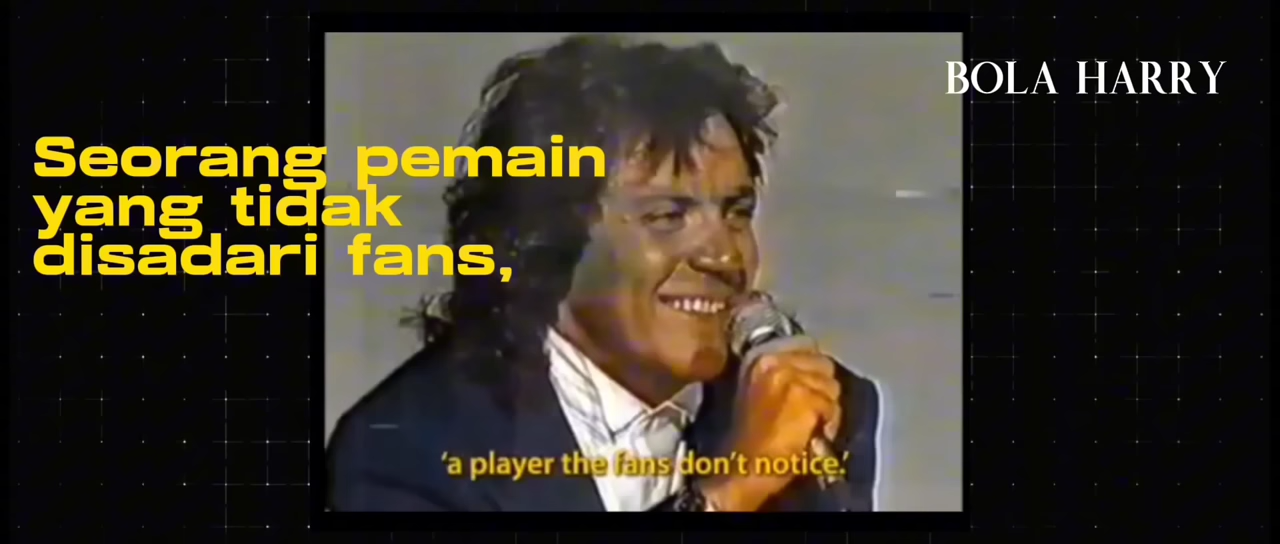 BOLA HARRY
Seorang pemain
yang tidak
disadari fans,
'a player the fans don't notice.'